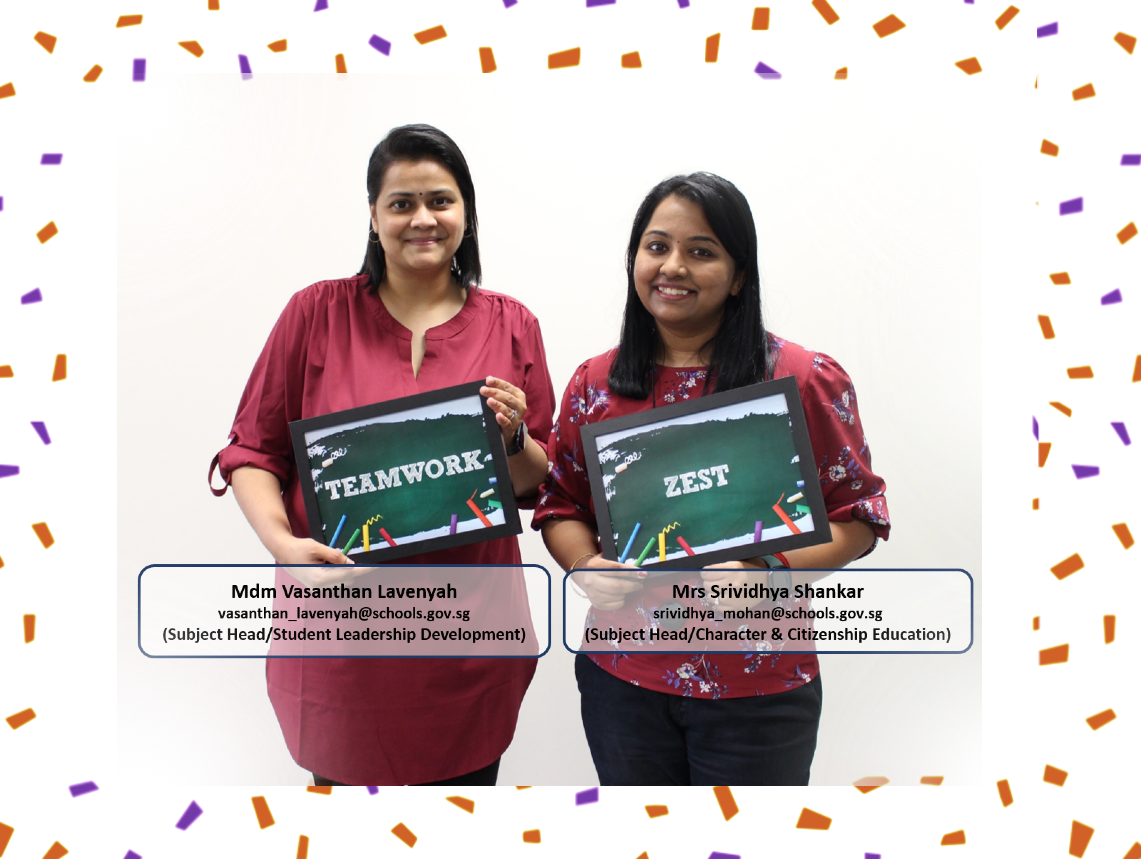 TEAMWORK
ZEST
Mdm Vasanthan Lavenyah
vasanthan_lavenyah@schools.gov.sg
(Subject Head/Student Leadership Development)
Mrs Srividhya Shankar
srividhya_mohan@schools.gov.sg
(Subject Head/Character & Citizenship Education)